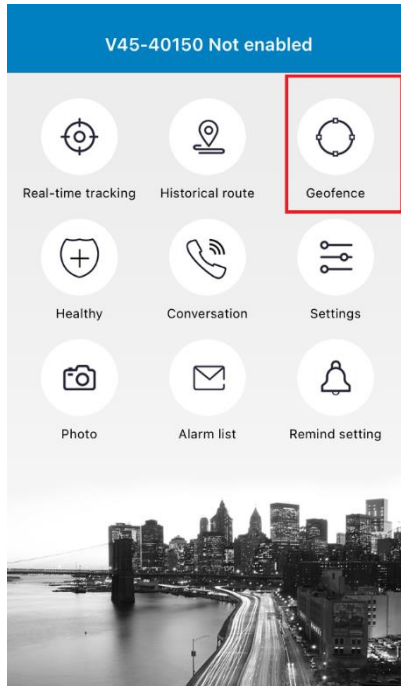 V45-40150 Not enabled
Real-time tracking Historical route Geofence
Healthy Conversation Settings
Photo Alarm list Remind setting